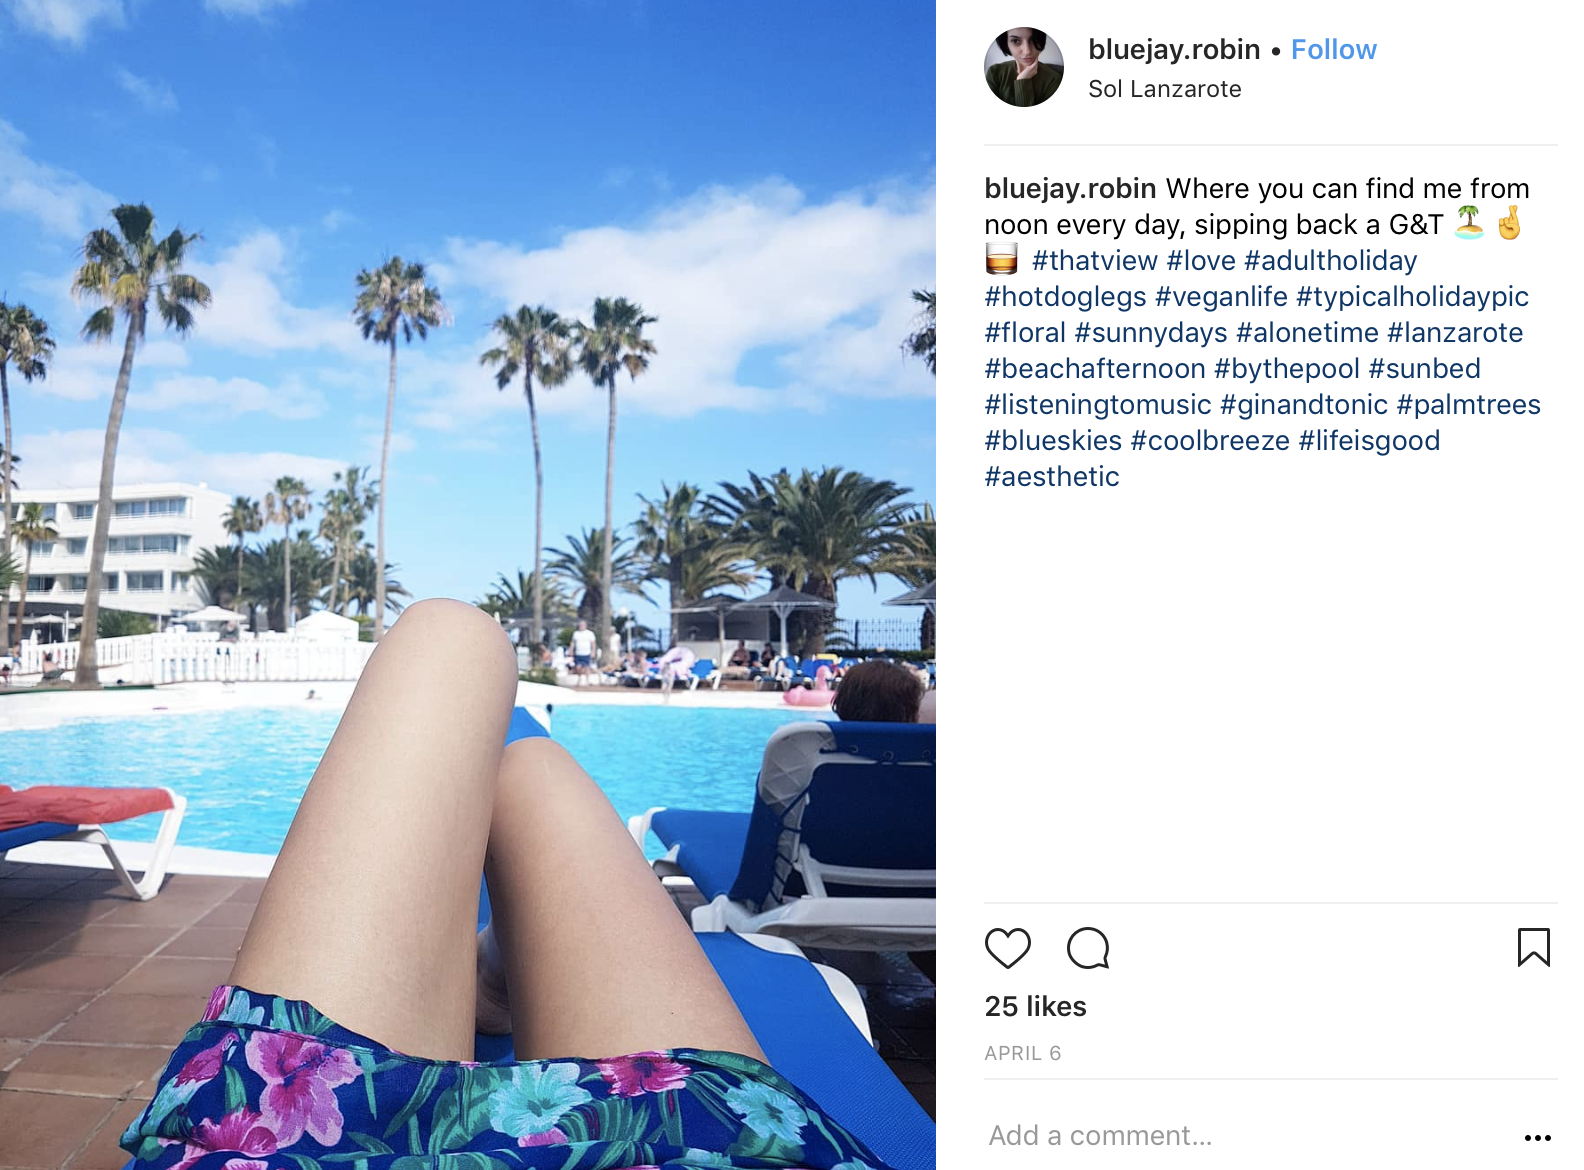 bluejay.robin • Follow
Sol Lanzarote
bluejay.robin Where you can find me from
noon every day, sipping back a G&T 🏝 🤞
🥃 #thatview #love #adultholiday
#hotdoglegs #veganlife #typicalholidaypic
#floral #sunnydays #alonetime #lanzarote
#beachafternoon #bythepool #sunbed
#listeningtomusic #ginandtonic #palmtrees
#blueskies #coolbreeze #lifeisgood
#aesthetic
25 likes
APRIL 6
Add a comment...